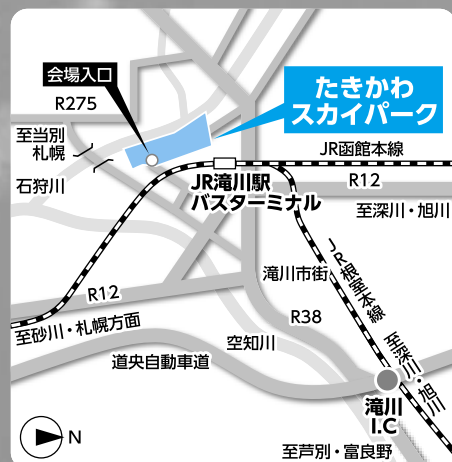 会場入口
たきかわ
スカイパーク
R275
至当別
札幌
石狩川
JR函館本線
JR滝川駅
バスターミナル
R12
至深川・旭川
滝川市街
JR根室本線
R12
R38
至砂川・札幌方面
空知川
道央自動車道
至深川・旭川
滝川
I.C
N
至芦別・富良野